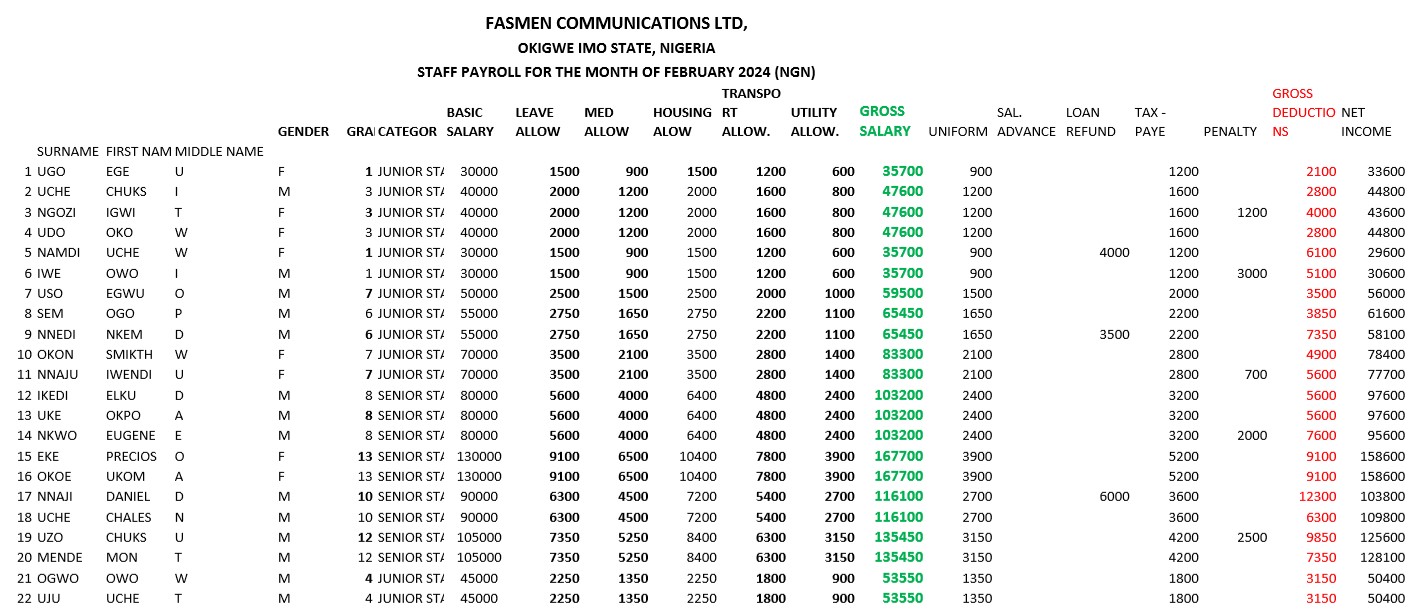 FASMEN COMMUNICATIONS LTD,
OKIGWE IMO STATE, NIGERIA
STAFF PAYROLL FOR THE MONTH OF FEBRUARY 2024 (NGN)
GENDER GRA CATEGOR BASIC SALARY LEAVE ALLOW MED ALLOW HOUSING ALOW TRANSPO RT ALLOW. UTILITY ALLOW. GROSS SALARY UNIFORM SAL. ADVANCE LOAN REFUND TAX - PAYE PENALTY GROSS DEDUCTIO NS NET INCOME
SURNAME FIRST NAM MIDDLE NAME
1 UGO EGE U F 1 JUNIOR STA 30000 1500 900 1500 1200 600 35700 900 1200 2100 33600
2 UCHE CHUKS I M 3 JUNIOR STA 40000 2000 1200 2000 1600 800 47600 1200 1600 2800 44800
3 NGOZI IGWI T F 3 JUNIOR STA 40000 2000 1200 2000 1600 800 47600 1200 1600 1200 4000 43600
4 UDO OKO W F 3 JUNIOR STA 40000 2000 1200 2000 1600 800 47600 1200 1600 2800 44800
5 NAMDI UCHE W F 1 JUNIOR STA 30000 1500 900 1500 1200 600 35700 900 4000 1200 6100 29600
6 IWE OWO I M 1 JUNIOR STA 30000 1500 900 1500 1200 600 35700 900 1200 3000 5100 30600
7 USO EGWU O M 7 JUNIOR STA 50000 2500 1500 2500 2000 1000 59500 1500 2000 3500 56000
8 SEM OGO P M 6 JUNIOR STA 55000 2750 1650 2750 2200 1100 65450 1650 2200 3850 61600
9 NNEDI NKEM D M 6 JUNIOR STA 55000 2750 1650 2750 2200 1100 65450 1650 3500 2200 7350 58100
10 OKON SMIKTH W F 7 JUNIOR STA 70000 3500 2100 3500 2800 1400 83300 2100 2800 4900 78400
11 NNAJU IWENDI U F 7 JUNIOR STA 70000 3500 2100 3500 2800 1400 83300 2100 2800 700 5600 77700
12 IKEDI ELKU D M 8 SENIOR STA 80000 5600 4000 6400 4800 2400 103200 2400 3200 5600 97600
13 UKE OKPO A M 8 SENIOR STA 80000 5600 4000 6400 4800 2400 103200 2400 3200 5600 97600
14 NKWO EUGENE E M 8 SENIOR STA 80000 5600 4000 6400 4800 2400 103200 2400 3200 2000 7600 95600
15 EKE PRECIOS O F 13 SENIOR STA 130000 9100 6500 10400 7800 3900 167700 3900 5200 9100 158600
16 OKOE UKOM A F 13 SENIOR STA 130000 9100 6500 10400 7800 3900 167700 3900 5200 9100 158600
17 NNAJI DANIEL D M 10 SENIOR STA 90000 6300 4500 7200 5400 2700 116100 2700 6000 3600 12300 103800
18 UCHE CHALES N M 10 SENIOR STA 90000 6300 4500 7200 5400 2700 116100 2700 3600 6300 109800
19 UZO CHUKS U M 12 SENIOR STA 105000 7350 5250 8400 6300 3150 135450 3150 4200 2500 9850 125600
20 MENDE MON T M 12 SENIOR STA 105000 7350 5250 8400 6300 3150 135450 3150 4200 7350 128100
21 OGWO OWO W M 4 JUNIOR STA 45000 2250 1350 2250 1800 900 53550 1350 1800 3150 50400
22 UJU UCHE T M 4 JUNIOR STA 45000 2250 1350 2250 1800 900 53550 1350 1800 3150 50400